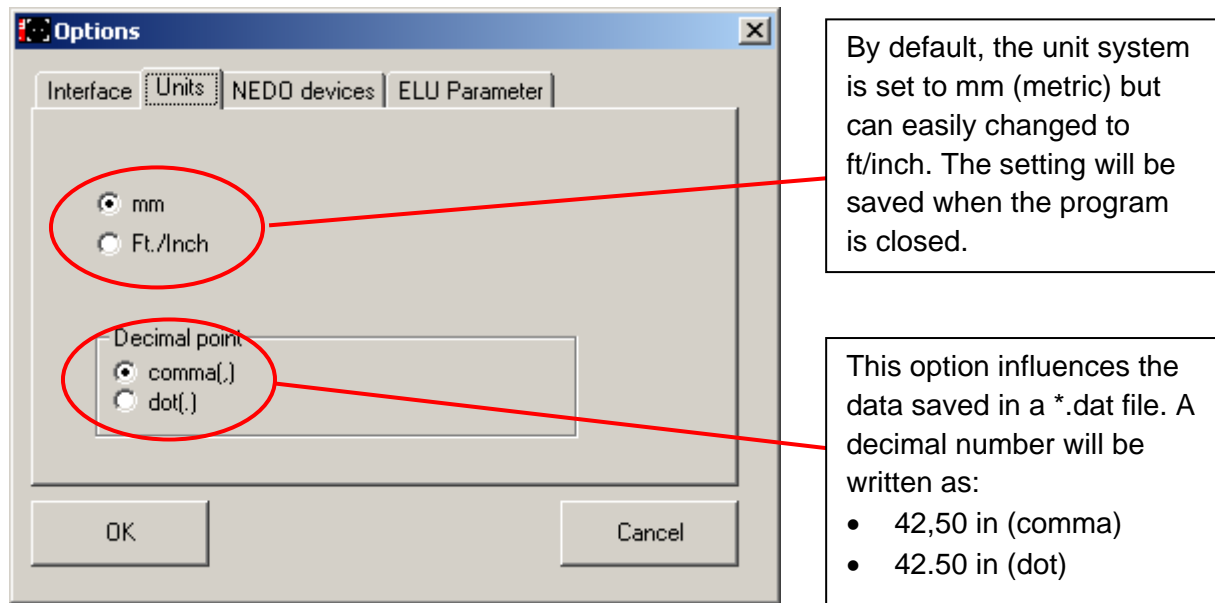 Options
Interface Units NEDO devices ELU Parameter
mm
Ft./Inch
Decimal point
comma(,)
dot(.)
OK Cancel
By default, the unit system
is set to mm (metric) but
can easily changed to
ft/inch. The setting will be
saved when the program
is closed.
This option influences the
data saved in a *.dat file. A
decimal number will be
written as:
• 42,50 in (comma)
• 42.50 in (dot)